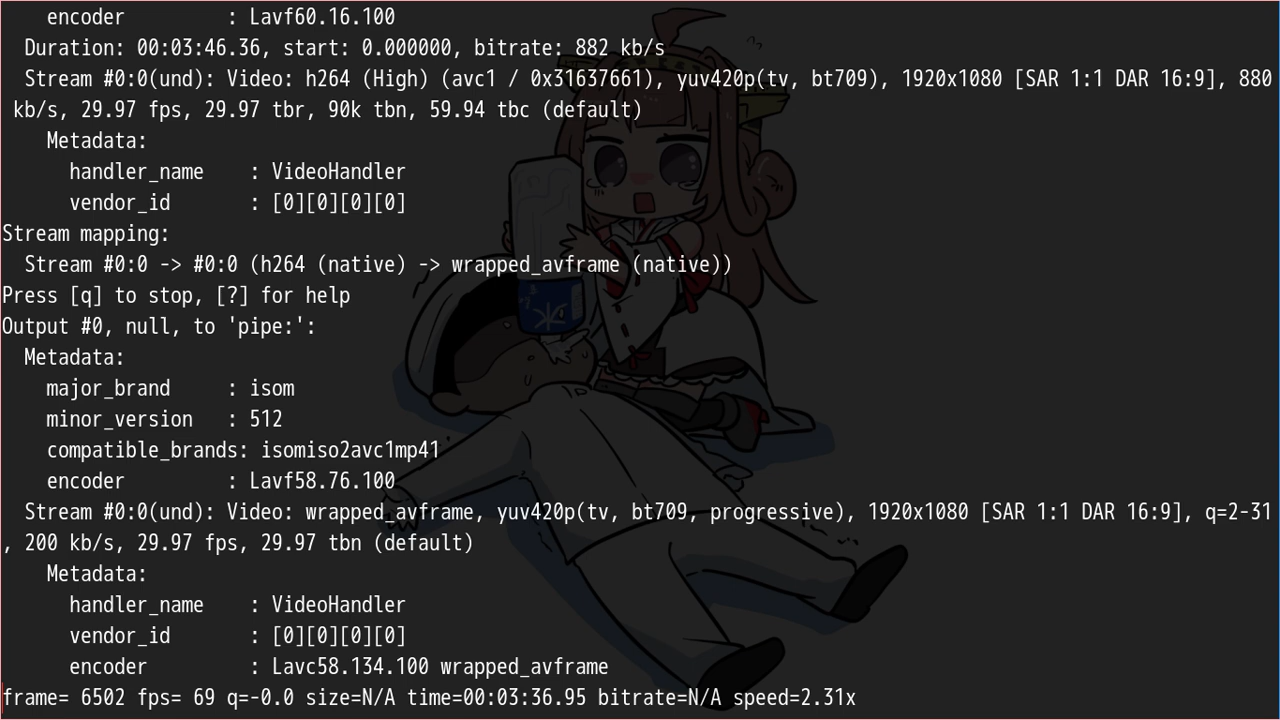 encoder : Lavf60.16.100
Duration: 00:03:46.36, start: 0.000000, bitrate: 882 kb/s
Stream #0:0(und): Video: h264 (High) (avc1 / 0x31637661), yuv420p(tv, bt709), 1920x1080 [SAR 1:1 DAR 16:9], 880
kb/s, 29.97 fps, 29.97 tbr, 90k tbn, 59.94 tbc (default)
Metadata:
handler_name : VideoHandler
vendor_id : [0][0][0][0]
Stream mapping:
Stream #0:0 -> #0:0 (h264 (native) -> wrapped_avframe (native))
Press [q] to stop, [?] for help
Output #0, null, to 'pipe:':
Metadata:
major_brand : isom
minor_version : 512
compatible_brands: isomiso2avc1mp41
encoder : Lavf58.76.100
Stream #0:0(und): Video: wrapped_avframe, yuv420p(tv, bt709, progressive), 1920x1080 [SAR 1:1 DAR 16:9], q=2-31
, 200 kb/s, 29.97 fps, 29.97 tbn (default)
Metadata:
handler_name : VideoHandler
vendor_id : [0][0][0][0]
encoder : Lavc58.134.100 wrapped_avframe
frame= 6502 fps= 69 q=-0.0 size=N/A time=00:03:36.95 bitrate=N/A speed=2.31x